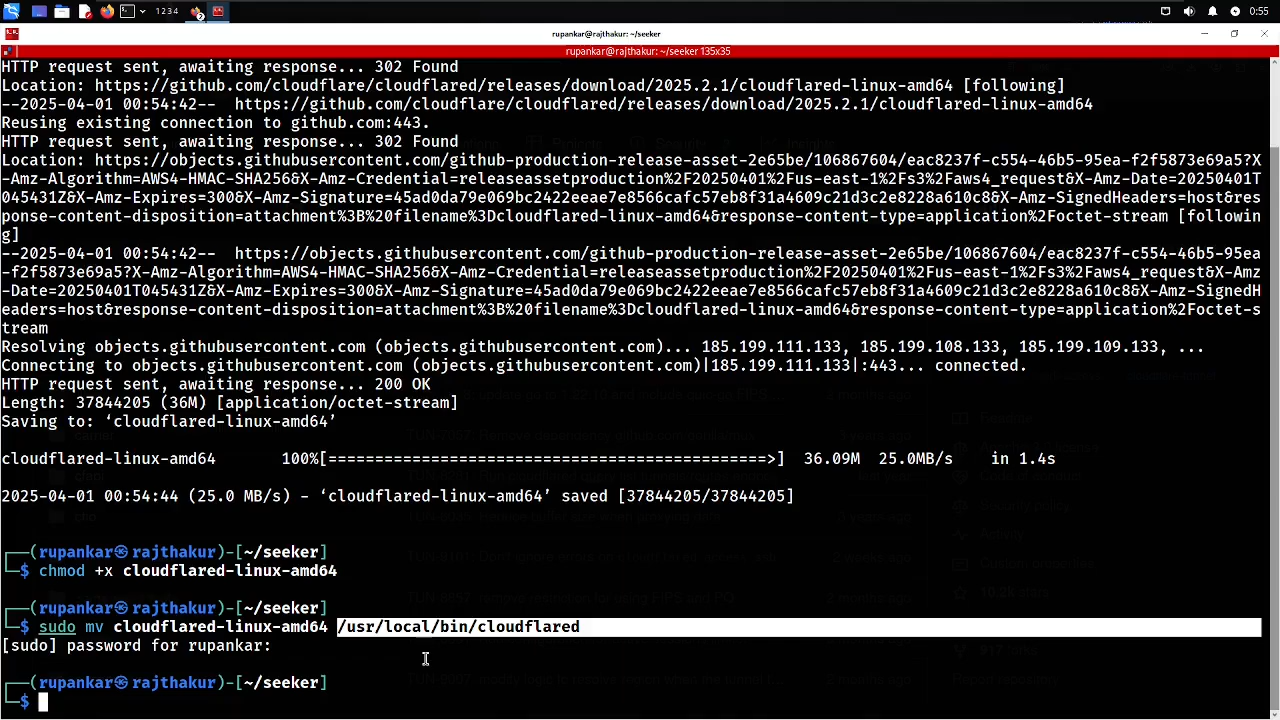 1 2 3 4
0:55
rupankar@rajthakur: ~/seeker
rupankar@rajthakur: ~/seeker 135x35
HTTP request sent, awaiting response... 302 Found
Location: https://github.com/cloudflare/cloudflared/releases/download/2025.2.1/cloudflared-linux-amd64 [following]
--2025-04-01 00:54:42-- https://github.com/cloudflare/cloudflared/releases/download/2025.2.1/cloudflared-linux-amd64
Reusing existing connection to github.com:443.
HTTP request sent, awaiting response... 302 Found
Location: https://objects.githubusercontent.com/github-production-release-asset-2e65be/106867604/eac8237f-c554-46b5-95ea-f2f5873e69a5?X
-Amz-Algorithm=AWS4-HMAC-SHA256&X-Amz-Credential=releaseassetproduction%2F20250401%2Fus-east-1%2Fs3%2Faws4_request&X-Amz-Date=20250401T
045431Z&X-Amz-Expires=300&X-Amz-Signature=45ad0da79e069bc2422eeae7e8566cafc57eb8f31a4609c21d3c2e8228a610c8&X-Amz-SignedHeaders=host&res
ponse-content-disposition=attachment%3B%20filename%3Dcloudflared-linux-amd64&response-content-type=application%2Foctet-stream [followin
g]
--2025-04-01 00:54:42-- https://objects.githubusercontent.com/github-production-release-asset-2e65be/106867604/eac8237f-c554-46b5-95ea
-f2f5873e69a5?X-Amz-Algorithm=AWS4-HMAC-SHA256&X-Amz-Credential=releaseassetproduction%2F20250401%2Fus-east-1%2Fs3%2Faws4_request&X-Amz
-Date=20250401T045431Z&X-Amz-Expires=300&X-Amz-Signature=45ad0da79e069bc2422eeae7e8566cafc57eb8f31a4609c21d3c2e8228a610c8&X-Amz-SignedH
eaders=host&response-content-disposition=attachment%3B%20filename%3Dcloudflared-linux-amd64&response-content-type=application%2Foctet-s
tream
Resolving objects.githubusercontent.com (objects.githubusercontent.com)... 185.199.111.133, 185.199.108.133, 185.199.109.133, ...
Connecting to objects.githubusercontent.com (objects.githubusercontent.com)|185.199.111.133|:443... connected.
HTTP request sent, awaiting response... 200 OK
Length: 37844205 (36M) [application/octet-stream]
Saving to: ‘cloudflared-linux-amd64’
cloudflared-linux-amd64 100%[===============================================>] 36.09M 25.0MB/s in 1.4s
2025-04-01 00:54:44 (25.0 MB/s) - ‘cloudflared-linux-amd64’ saved [37844205/37844205]
┌──(rupankar㉿rajthakur)-[~/seeker]
└─$ chmod +x cloudflared-linux-amd64
┌──(rupankar㉿rajthakur)-[~/seeker]
└─$ sudo mv cloudflared-linux-amd64 /usr/local/bin/cloudflared
[sudo] password for rupankar:
┌──(rupankar㉿rajthakur)-[~/seeker]
└─$